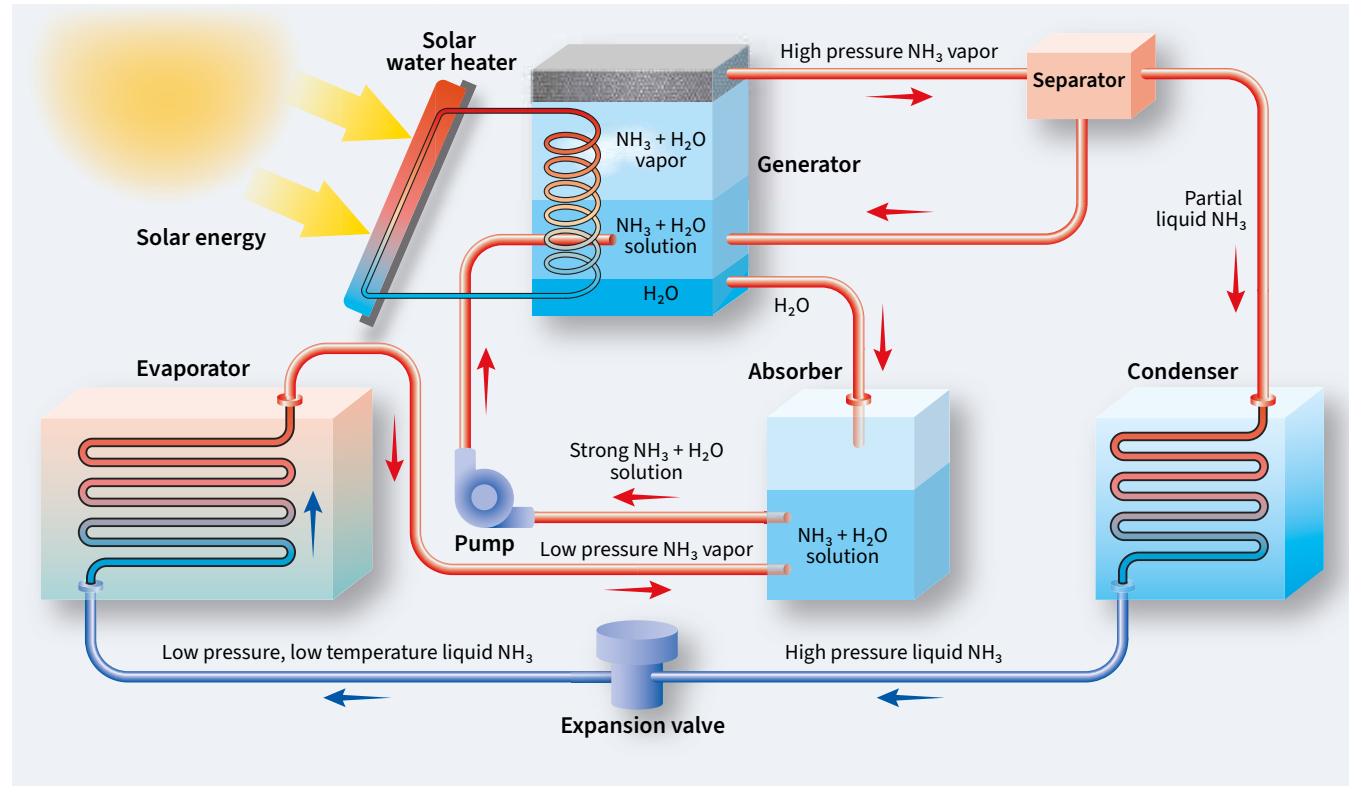 Solar
water heater
High pressure NH₃ vapor
Separator
NH₃ + H₂O
vapor
Generator
Partial
liquid NH₃
Solar energy
NH₃ + H₂O
solution
H₂O
H₂O
Evaporator
Absorber
Condenser
Strong NH₃ + H₂O
solution
Pump
Low pressure NH₃ vapor
NH₃ + H₂O
solution
Low pressure, low temperature liquid NH₃
High pressure liquid NH₃
Expansion valve